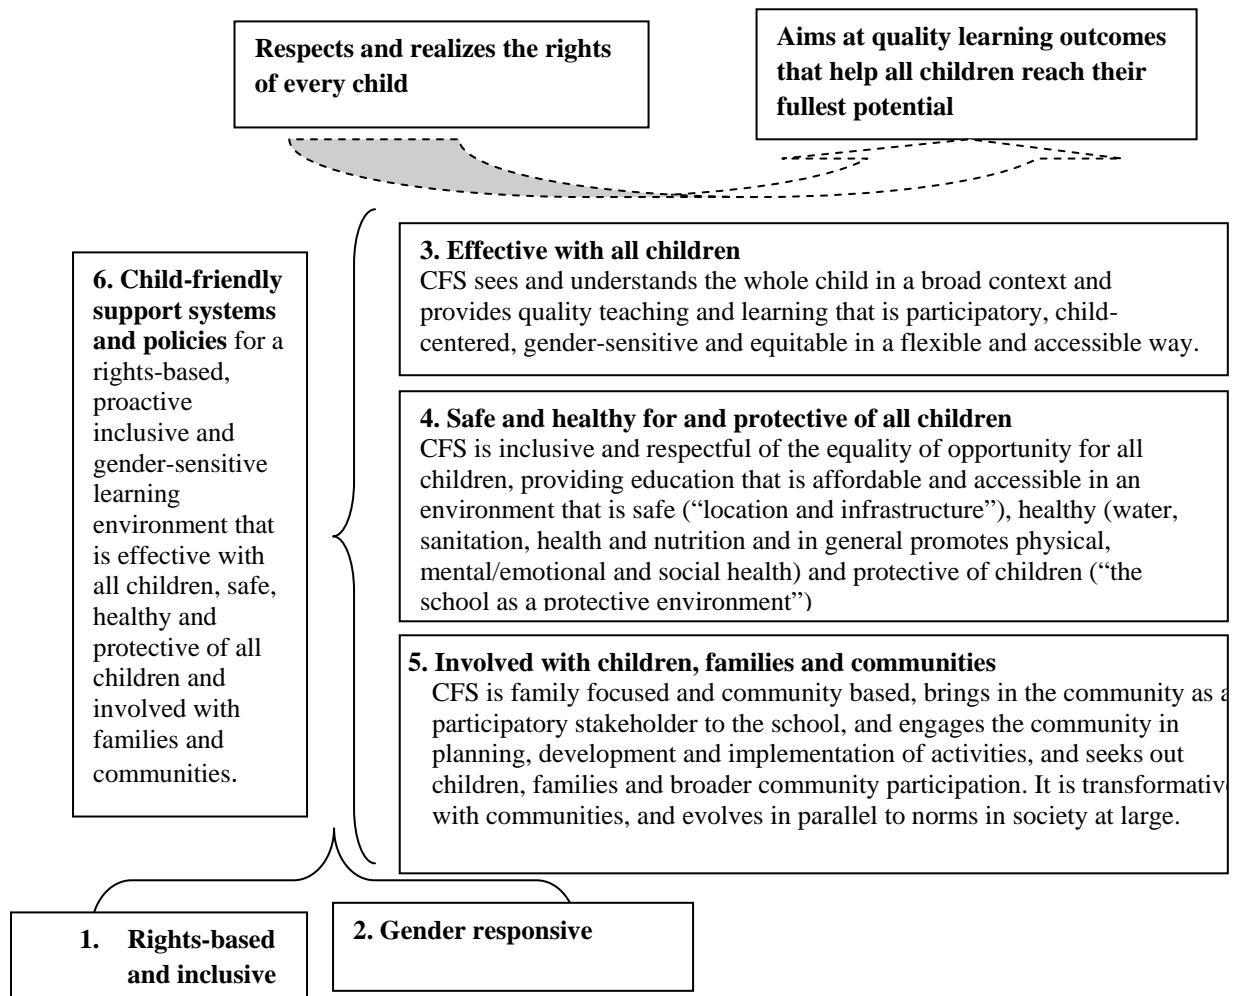 Respects and realizes the rights
of every child
Aims at quality learning outcomes
that help all children reach their
fullest potential
6. Child-friendly
support systems
and policies for a
rights-based,
proactive
inclusive and
gender-sensitive
learning
environment that
is effective with
all children, safe,
healthy and
protective of all
children and
involved with
families and
communities.
3. Effective with all children
CFS sees and understands the whole child in a broad context and
provides quality teaching and learning that is participatory, child-
centered, gender-sensitive and equitable in a flexible and accessible way.
4. Safe and healthy for and protective of all children
CFS is inclusive and respectful of the equality of opportunity for all
children, providing education that is affordable and accessible in an
environment that is safe (“location and infrastructure”), healthy (water,
sanitation, health and nutrition and in general promotes physical,
mental/emotional and social health) and protective of children (“the
school as a protective environment”)
5. Involved with children, families and communities
CFS is family focused and community based, brings in the community as a
participatory stakeholder to the school, and engages the community in
planning, development and implementation of activities, and seeks out
children, families and broader community participation. It is transformative
with communities, and evolves in parallel to norms in society at large.
1. Rights-based
and inclusive
2. Gender responsive